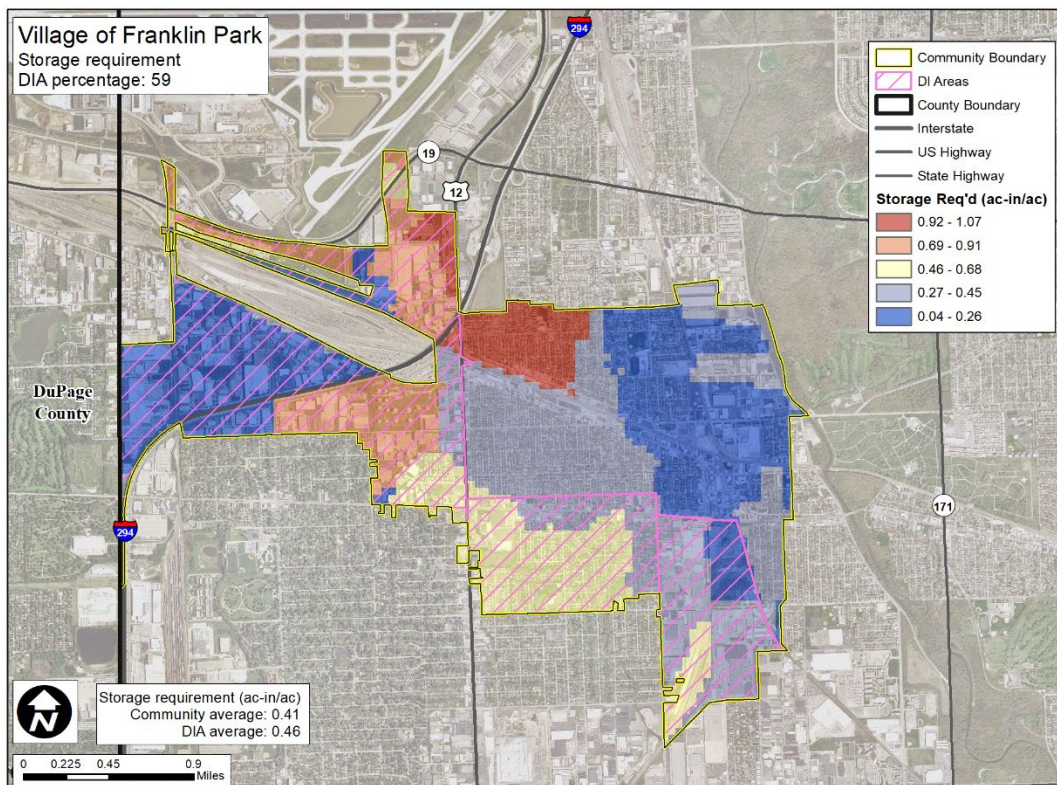 Village of Franklin Park
Storage requirement
DIA percentage: 59
294
Community Boundary
DI Areas
County Boundary
Interstate
US Highway
State Highway
Storage Req'd (ac-in/ac)
0.92 - 1.07
0.69 - 0.91
0.46 - 0.68
0.27 - 0.45
0.04 - 0.26
19
12
DuPage
County
171
294
N
Storage requirement (ac-in/ac)
Community average: 0.41
DIA average: 0.46
0 0.225 0.45 0.9
Miles